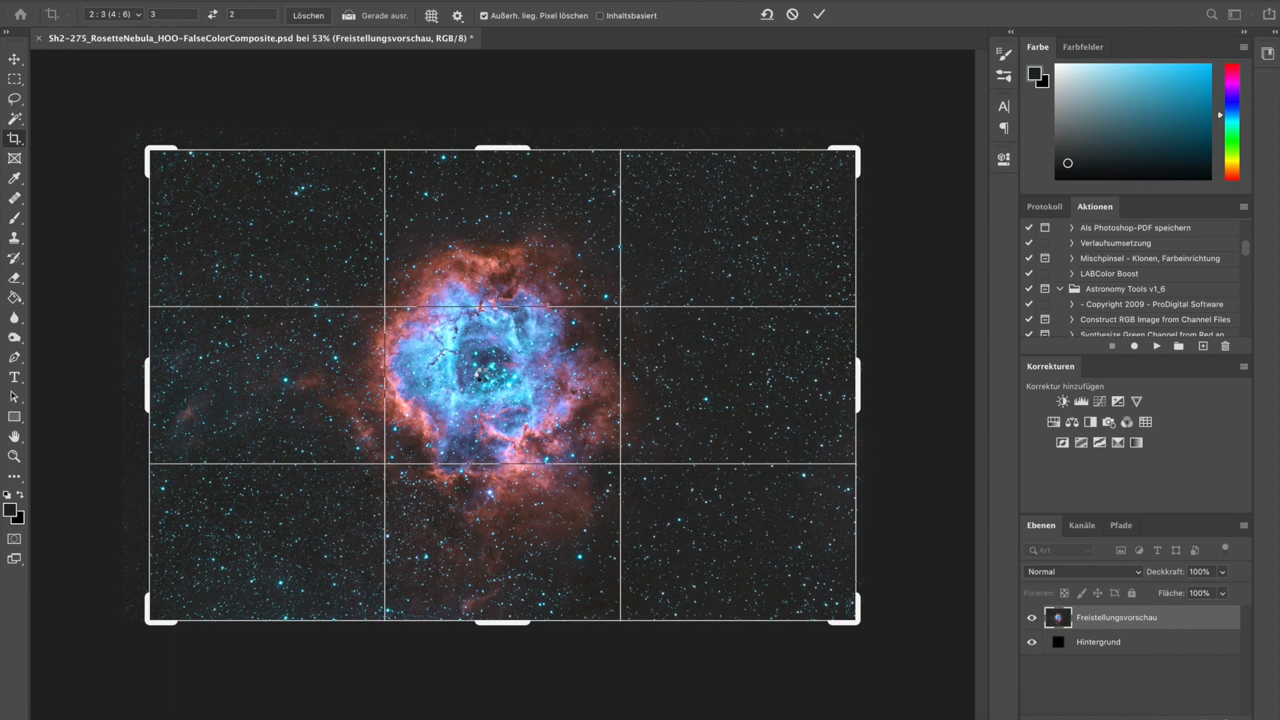 2 : 3 (4 : 6) 3 2 Löschen Gerade ausr. Außerh. lieg. Pixel löschen Inhaltsbasiert
Sh2-275_RosetteNebula_HOO-FalseColorComposite.psd bei 53% (Freistellungsvorschau, RGB/8) *
Farbe Farbfelder
Protokoll Aktionen
Als Photoshop-PDF speichern
Verlaufsumsetzung
Mischpinsel - Klonen, Farbeinrichtung
LABColor Boost
Astronomy Tools v1_6
- Copyright 2009 - ProDigital Software
Construct RGB Image from Channel Files
Synthesize Green Channel from Red an
Korrekturen
Korrektur hinzufügen
Ebenen Kanäle Pfade
Art
Normal Deckkraft: 100%
Fixieren: Fläche: 100%
Freistellungsvorschau
Hintergrund